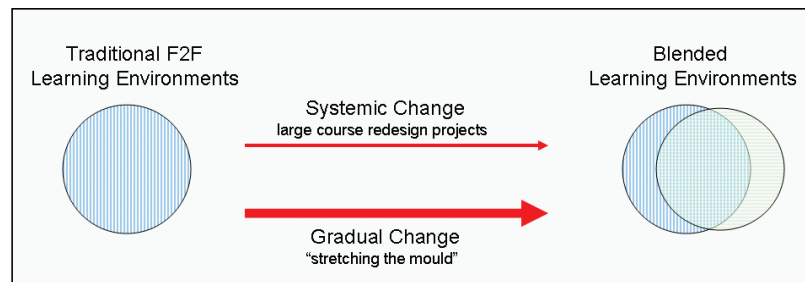 Traditional F2F
Learning Environments
Blended
Learning Environments
Systemic Change
large course redesign projects
Gradual Change
“stretching the mould”